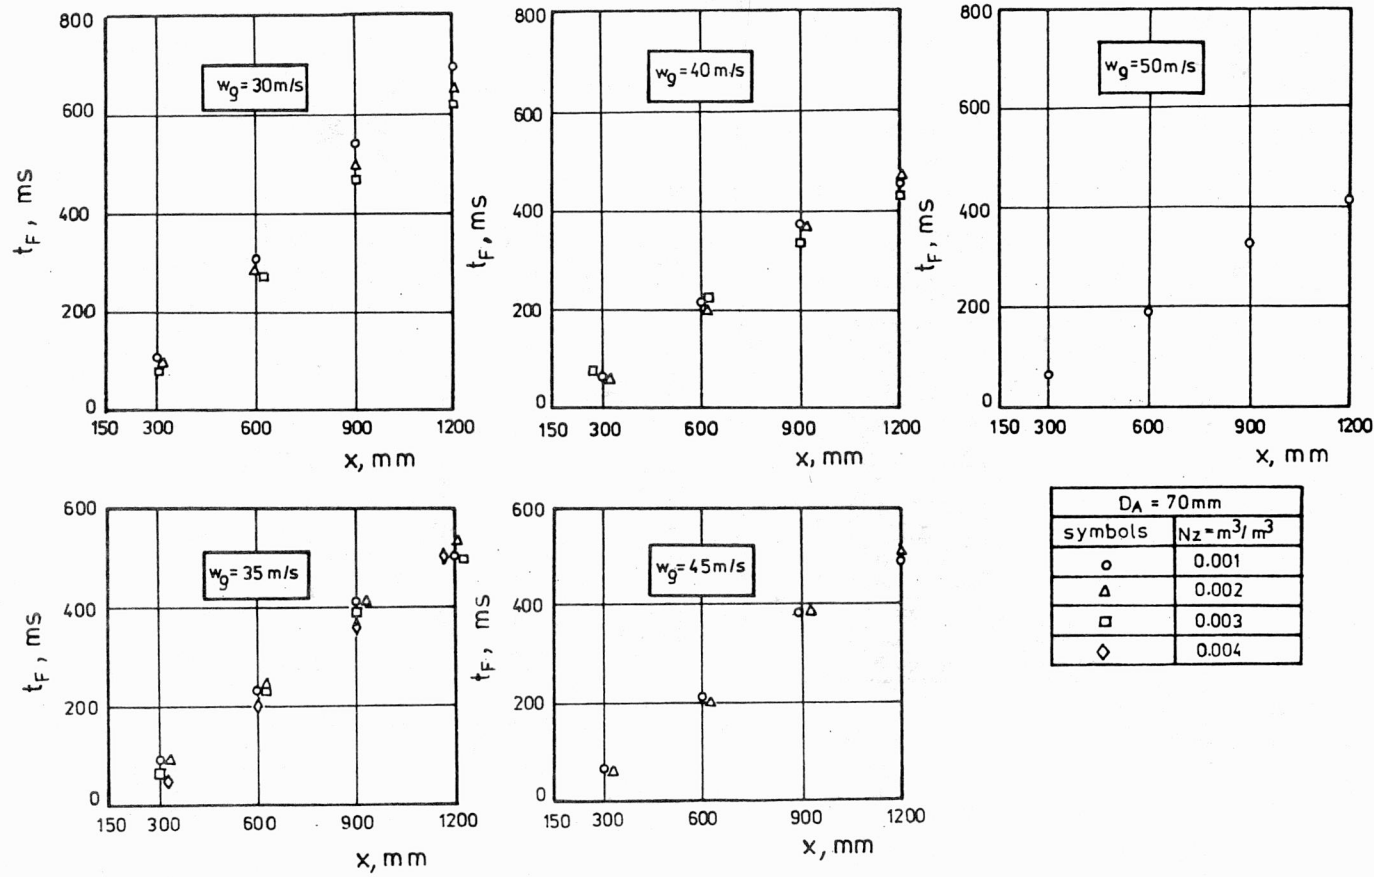 800
600
400
200
0
t_F, ms
w_g = 30 m/s
150 300 600 900 1200
x, mm
800
600
400
200
0
t_F, ms
w_g = 40 m/s
150 300 600 900 1200
x, mm
800
600
400
200
0
t_F, ms
w_g = 50 m/s
150 300 600 900 1200
x, mm
600
400
200
0
t_F, ms
w_g = 35 m/s
150 300 600 900 1200
x, mm
600
400
200
0
t_F, ms
w_g = 45 m/s
150 300 600 900 1200
x, mm
D_A = 70mm
symbols Nz = m³/m³
○ 0.001
△ 0.002
□ 0.003
◇ 0.004